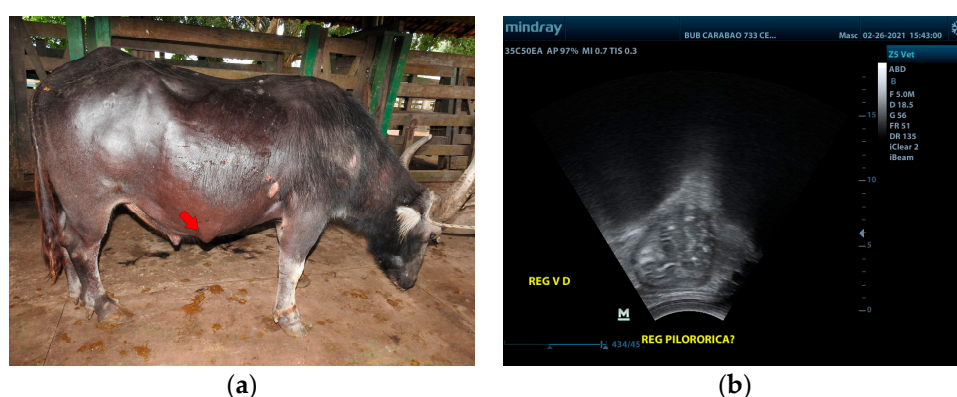 mindray
BUB CARABAO 733 CE...
Masc 02-26-2021 15:43:00
35C50EA AP 97% MI 0.7 TIS 0.3
Z5 Vet
ABD
B
F 5.0M
D 18.5
G 56
FR 51
DR 135
iClear 2
iBeam
15
10
5
0
REG V D
M
434/45
REG PILORORICA?
(a)
(b)